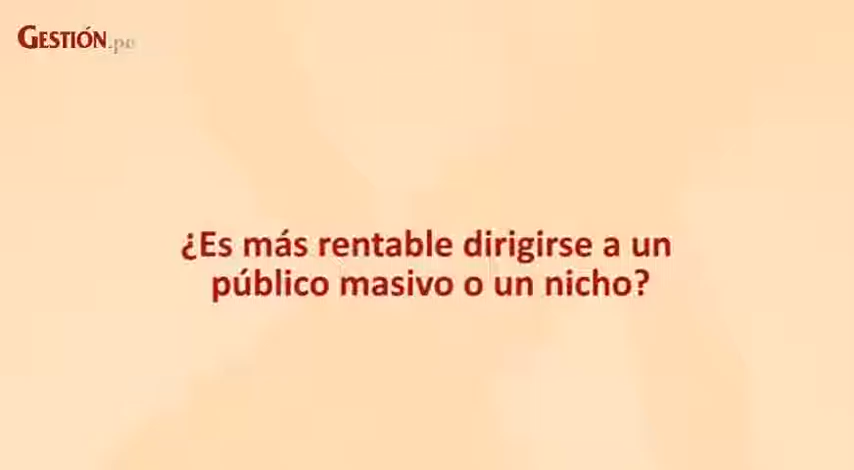 GESTIÓN.pe
¿Es más rentable dirigirse a un
público masivo o un nicho?